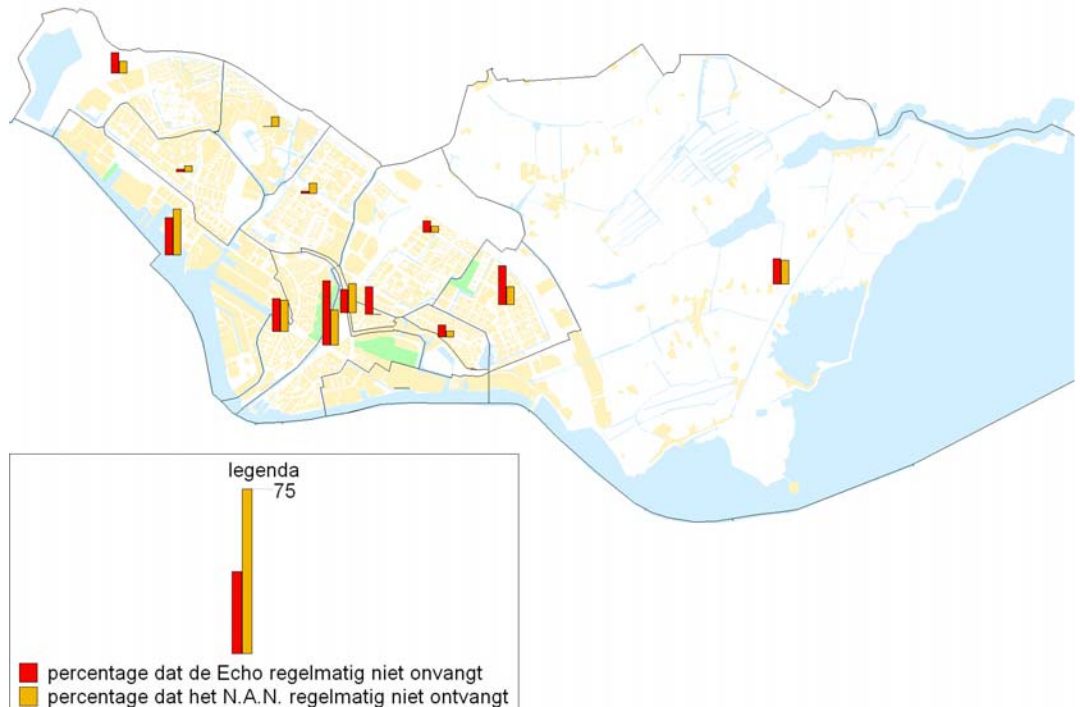 legenda
75
percentage dat de Echo regelmatig niet onvangt
percentage dat het N.A.N. regelmatig niet ontvangt